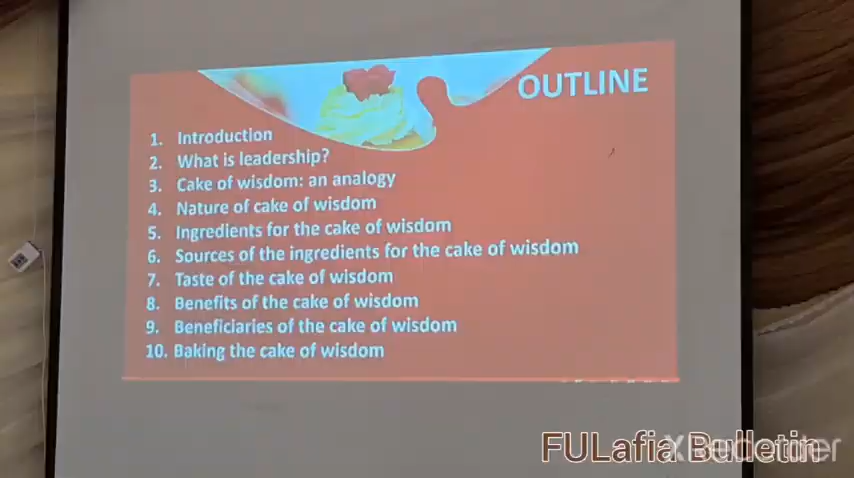 OUTLINE
1. Introduction
2. What is leadership?
3. Cake of wisdom: an analogy
4. Nature of cake of wisdom
5. Ingredients for the cake of wisdom
6. Sources of the ingredients for the cake of wisdom
7. Taste of the cake of wisdom
8. Benefits of the cake of wisdom
9. Beneficiaries of the cake of wisdom
10. Baking the cake of wisdom
FULafia Bulletin